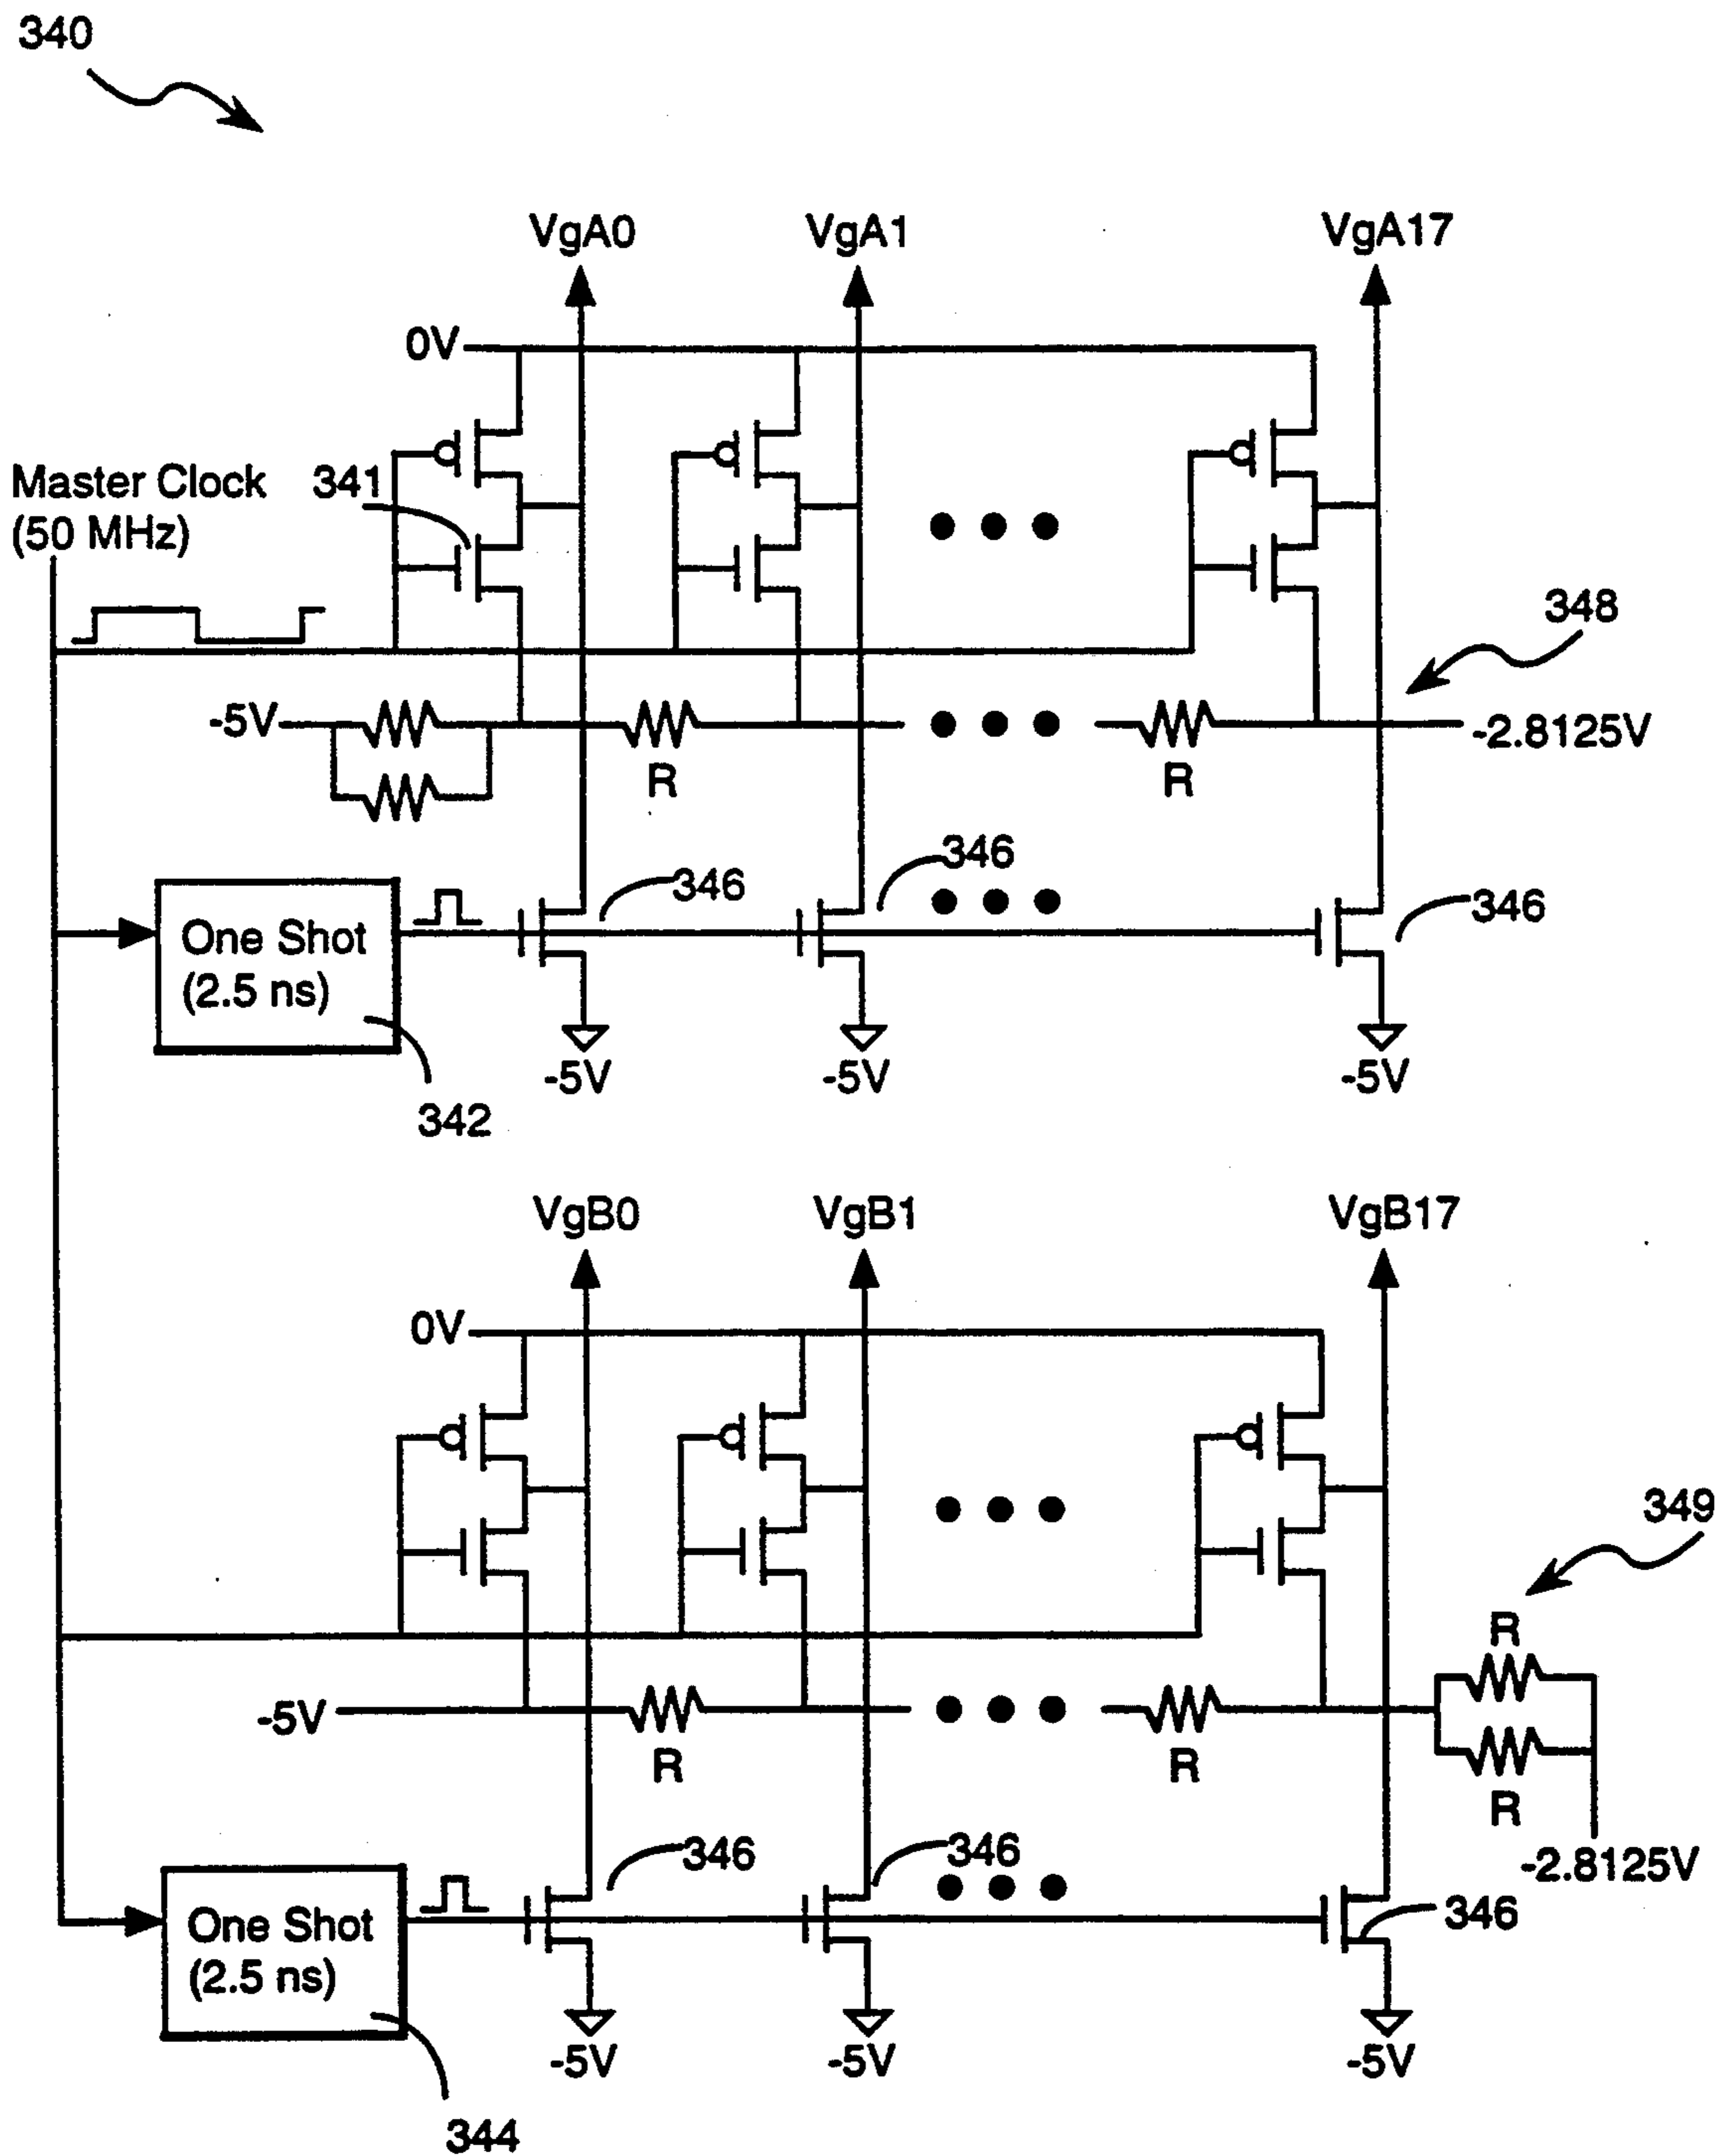 340
VgA0 VgA1 VgA17
0V
Master Clock 341
(50 MHz)
348
-5V -2.8125V
R R
346 346 346
One Shot
(2.5 ns)
-5V -5V -5V
342
VgB0 VgB1 VgB17
0V
349
R
-5V
R R R
346 346 -2.8125V
346
One Shot
(2.5 ns)
-5V -5V -5V
344